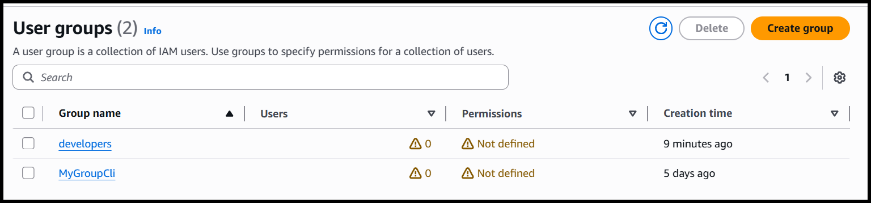 User groups (2) Info Delete Create group
A user group is a collection of IAM users. Use groups to specify permissions for a collection of users.
Search 1
Group name Users Permissions Creation time
developers 0 Not defined 9 minutes ago
MyGroupCli 0 Not defined 5 days ago